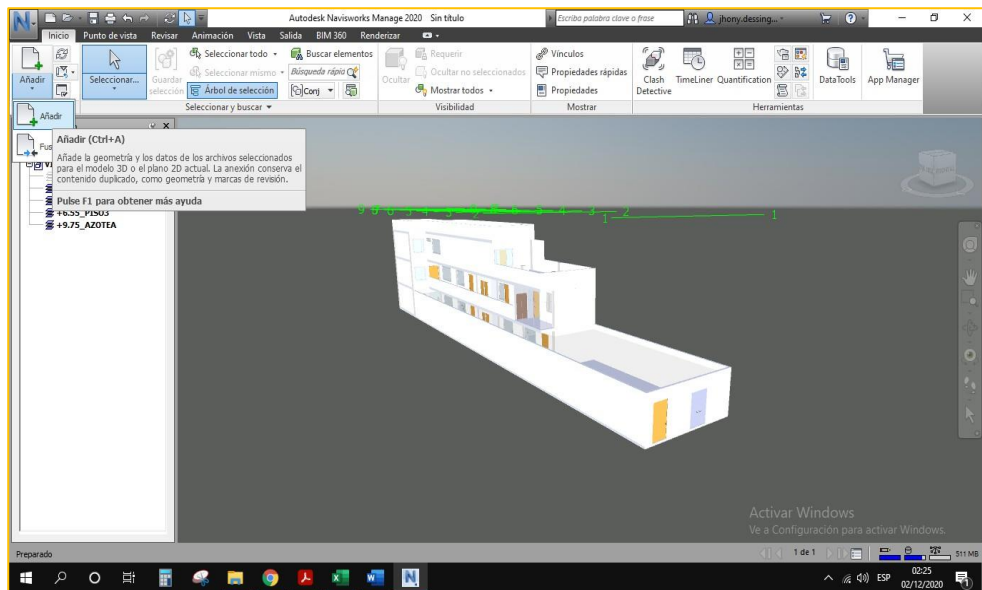 Autodesk Navisworks Manage 2020 Sin título
Escriba palabra clave o frase
jhony.dessing...
Inicio Punto de vista Revisar Animación Vista Salida BIM 360 Renderizar
Añadir
Seleccionar...
Guardar selección
Seleccionar todo
Seleccionar mismo
Árbol de selección
Buscar elementos
Búsqueda rápida
Conj
Seleccionar y buscar
Ocultar
Requerir
Ocultar no seleccionados
Mostrar todos
Visibilidad
Vínculos
Propiedades rápidas
Propiedades
Mostrar
Clash Detective
TimeLiner
Quantification
DataTools
App Manager
Herramientas
Añadir
Fus
Añadir (Ctrl+A)
Añade la geometría y los datos de los archivos seleccionados
para el modelo 3D o el plano 2D actual. La anexión conserva el
contenido duplicado, como geometría y marcas de revisión.
Pulse F1 para obtener más ayuda
+6.55_PISO3
+9.75_AZOTEA
3 2
1 1
Activar Windows
Ve a Configuración para activar Windows.
Preparado
1 de 1
511 MB
ESP
02:25
02/12/2020